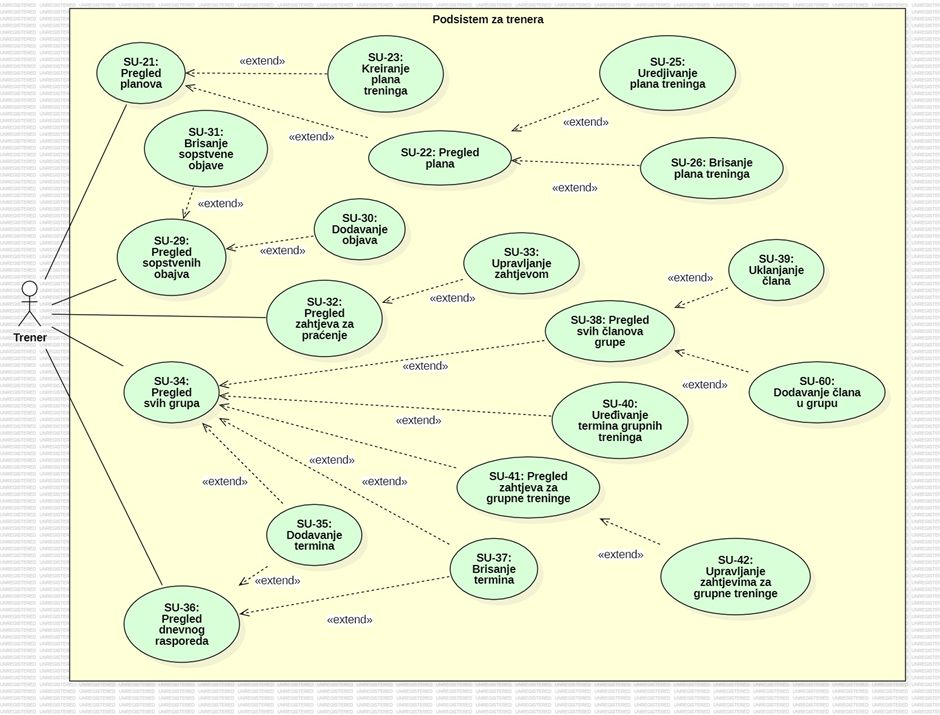 Podsistem za trenera
SU-21:
Pregled
planova
«extend»
SU-23:
Kreiranje
plana
treninga
SU-25:
Uredjivanje
plana treninga
«extend»
«extend»
SU-31:
Brisanje
sopstvene
objave
SU-22: Pregled
plana
SU-26: Brisanje
plana treninga
«extend»
«extend»
SU-30:
Dodavanje
objava
SU-29:
Pregled
sopstvenih
obajva
«extend»
SU-33:
Upravljanje
zahtjevom
«extend»
SU-39:
Uklanjanje
člana
«extend»
SU-32:
Pregled
zahtjeva za
praćenje
SU-38: Pregled
svih članova
grupe
Trener
«extend»
«extend»
SU-34:
Pregled
svih grupa
SU-60:
Dodavanje člana
u grupu
SU-40:
Uređivanje
termina grupnih
treninga
«extend»
«extend»
«extend»
«extend»
SU-41: Pregled
zahtjeva za
grupne treninge
SU-35:
Dodavanje
termina
«extend»
SU-37:
Brisanje
termina
«extend»
SU-42:
Upravljanje
zahtjevima za
grupne treninge
SU-36:
Pregled
dnevnog
rasporeda
«extend»
UNREGISTERED